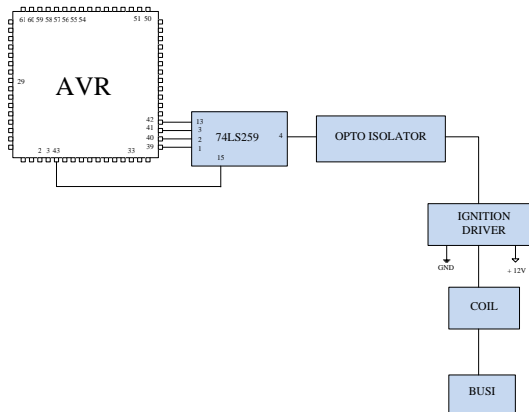 61 60 59 58 57 56 55 54 51 50
29
AVR
42
41
40
39
2 3 43 33
13
3
2
1
74LS259
4
15
OPTO ISOLATOR
IGNITION
DRIVER
GND
+ 12V
COIL
BUSI